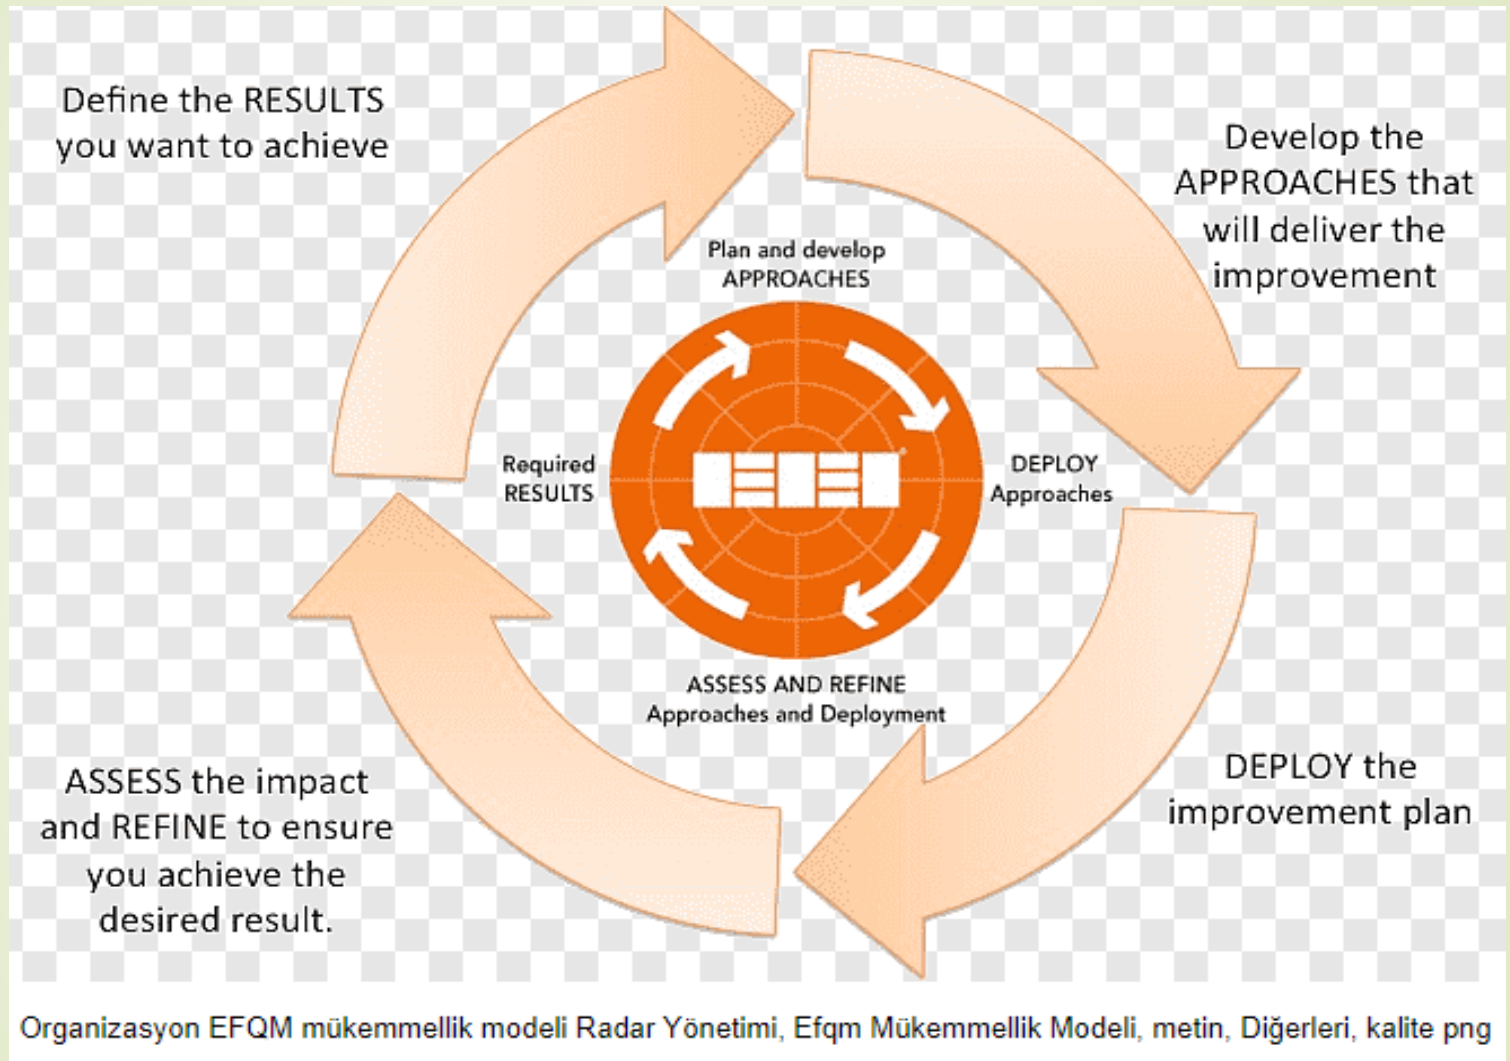 Define the RESULTS
you want to achieve
Develop the
APPROACHES that
will deliver the
improvement
Plan and develop
APPROACHES
Required
RESULTS
DEPLOY
Approaches
ASSESS AND REFINE
Approaches and Deployment
ASSESS the impact
and REFINE to ensure
you achieve the
desired result.
DEPLOY the
improvement plan
Organizasyon EFQM mükemmellik modeli Radar Yönetimi, Efqm Mükemmellik Modeli, metin, Diğerleri, kalite png